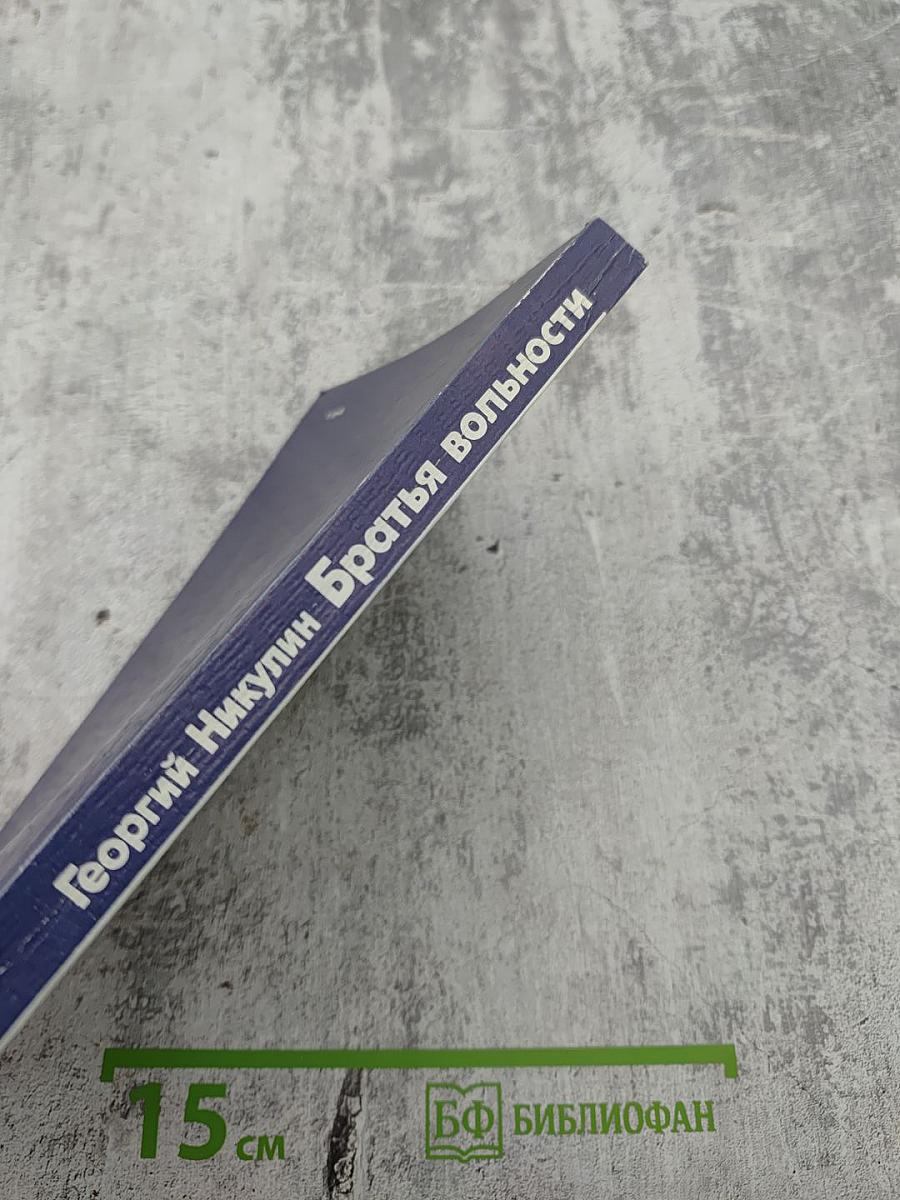 Георгий Никулин Братья вольности
15 см
БФ БИБЛИОФАН